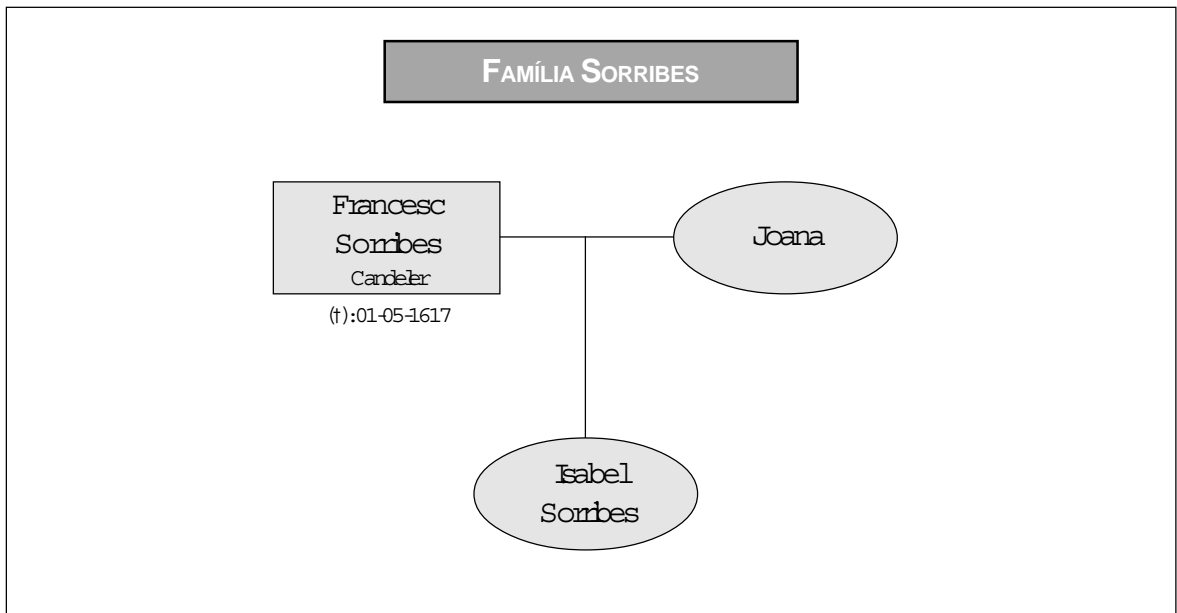 FAMÍLIA SORRIBES
Francesc
Sorribes
Candeler
Joana
(†):01-05-1617
Isabel
Sorribes